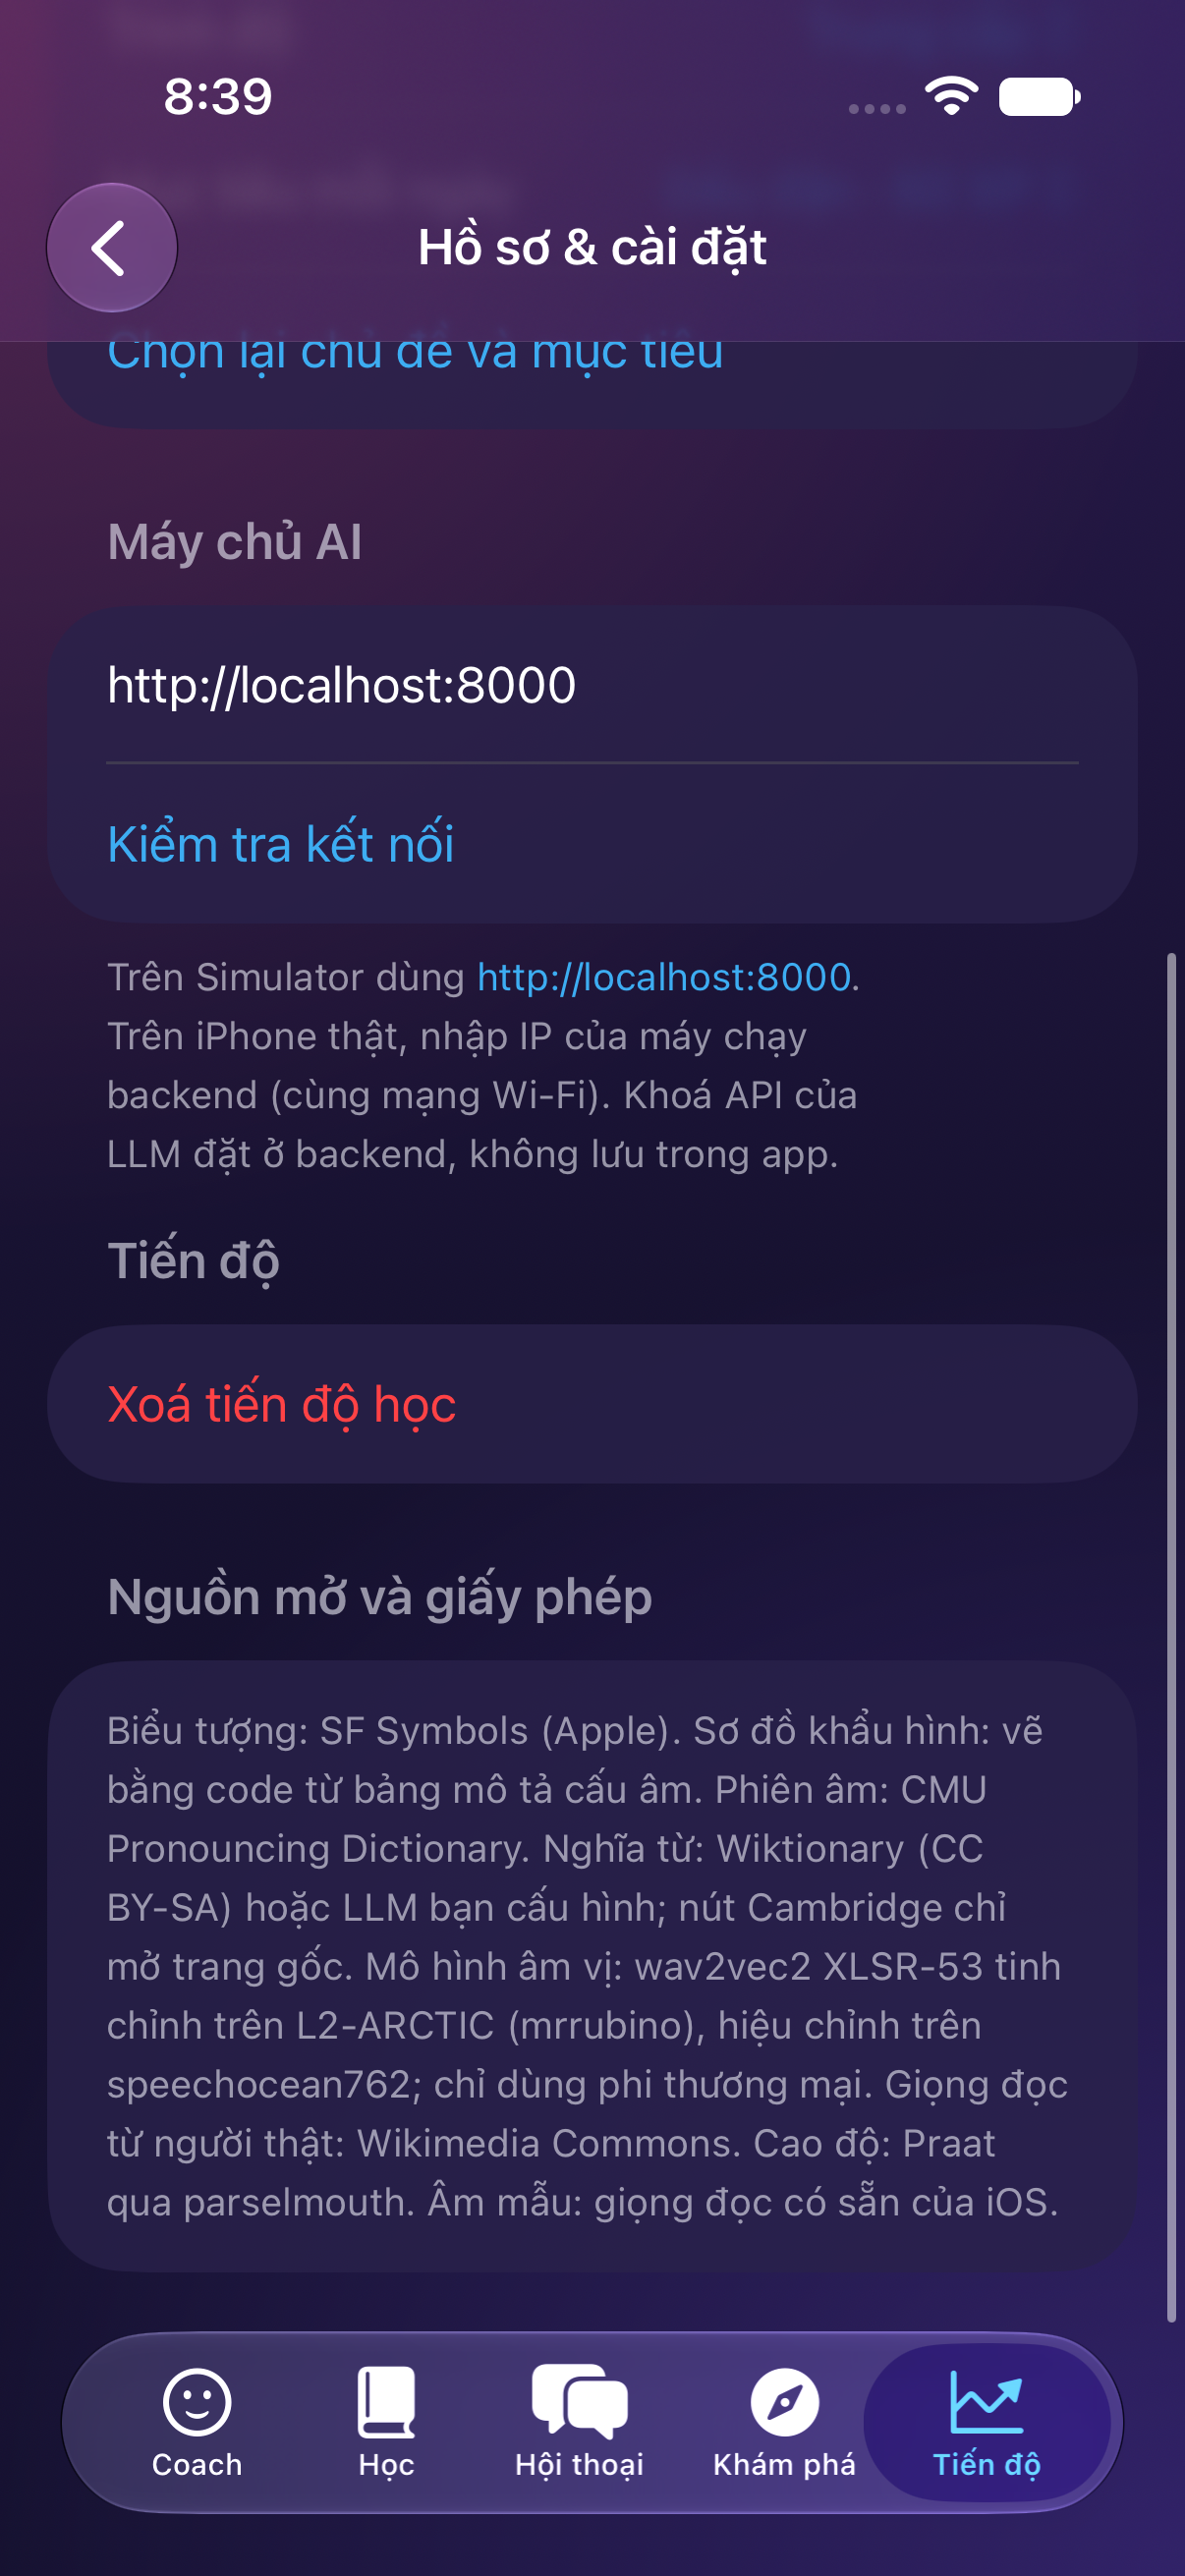 8:39
Hồ sơ & cài đặt
Chọn lại chủ đề và mục tiêu
Máy chủ AI
http://localhost:8000
Kiểm tra kết nối
Trên Simulator dùng http://localhost:8000.
Trên iPhone thật, nhập IP của máy chạy
backend (cùng mạng Wi-Fi). Khoá API của
LLM đặt ở backend, không lưu trong app.
Tiến độ
Xoá tiến độ học
Nguồn mở và giấy phép
Biểu tượng: SF Symbols (Apple). Sơ đồ khẩu hình: vẽ
bằng code từ bảng mô tả cấu âm. Phiên âm: CMU
Pronouncing Dictionary. Nghĩa từ: Wiktionary (CC
BY-SA) hoặc LLM bạn cấu hình; nút Cambridge chỉ
mở trang gốc. Mô hình âm vị: wav2vec2 XLSR-53 tinh
chỉnh trên L2-ARCTIC (mrrubino), hiệu chỉnh trên
speechocean762; chỉ dùng phi thương mại. Giọng đọc
từ người thật: Wikimedia Commons. Cao độ: Praat
qua parselmouth. Âm mẫu: giọng đọc có sẵn của iOS.
Coach
Học
Hội thoại
Khám phá
Tiến độ